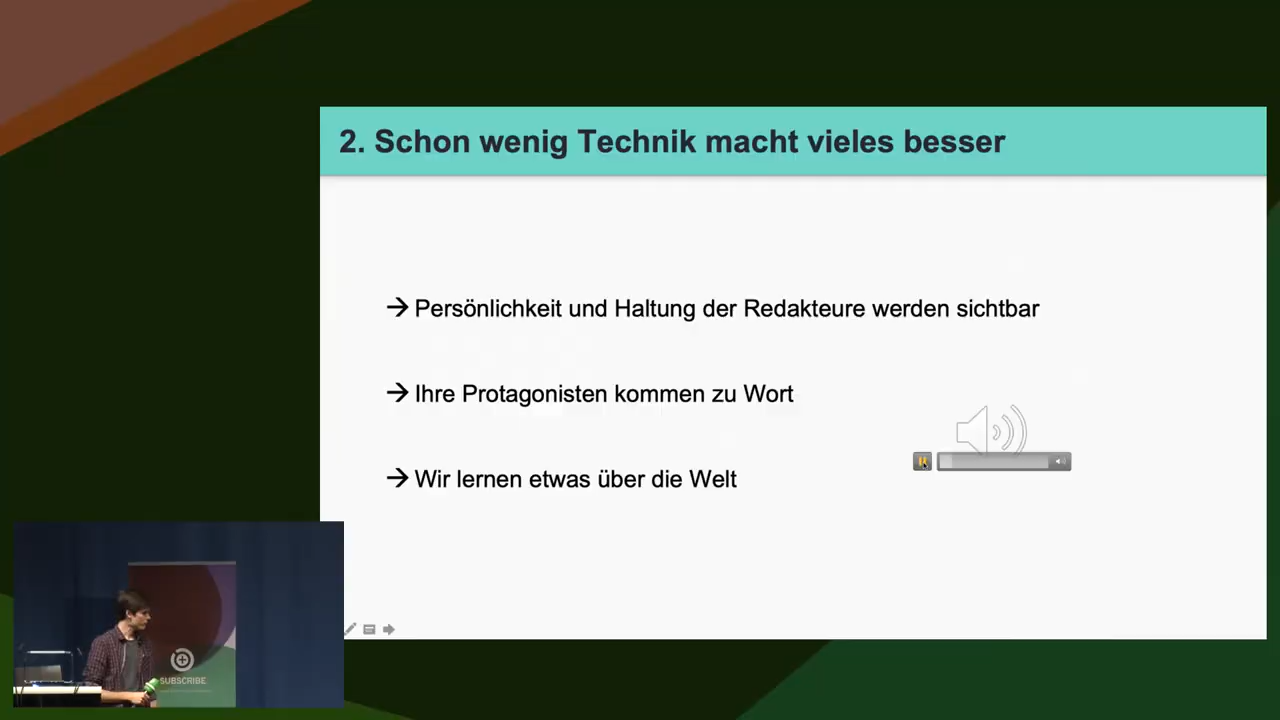 2. Schon wenig Technik macht vieles besser
→ Persönlichkeit und Haltung der Redakteure werden sichtbar
→ Ihre Protagonisten kommen zu Wort
→ Wir lernen etwas über die Welt
SUBSCRIBE